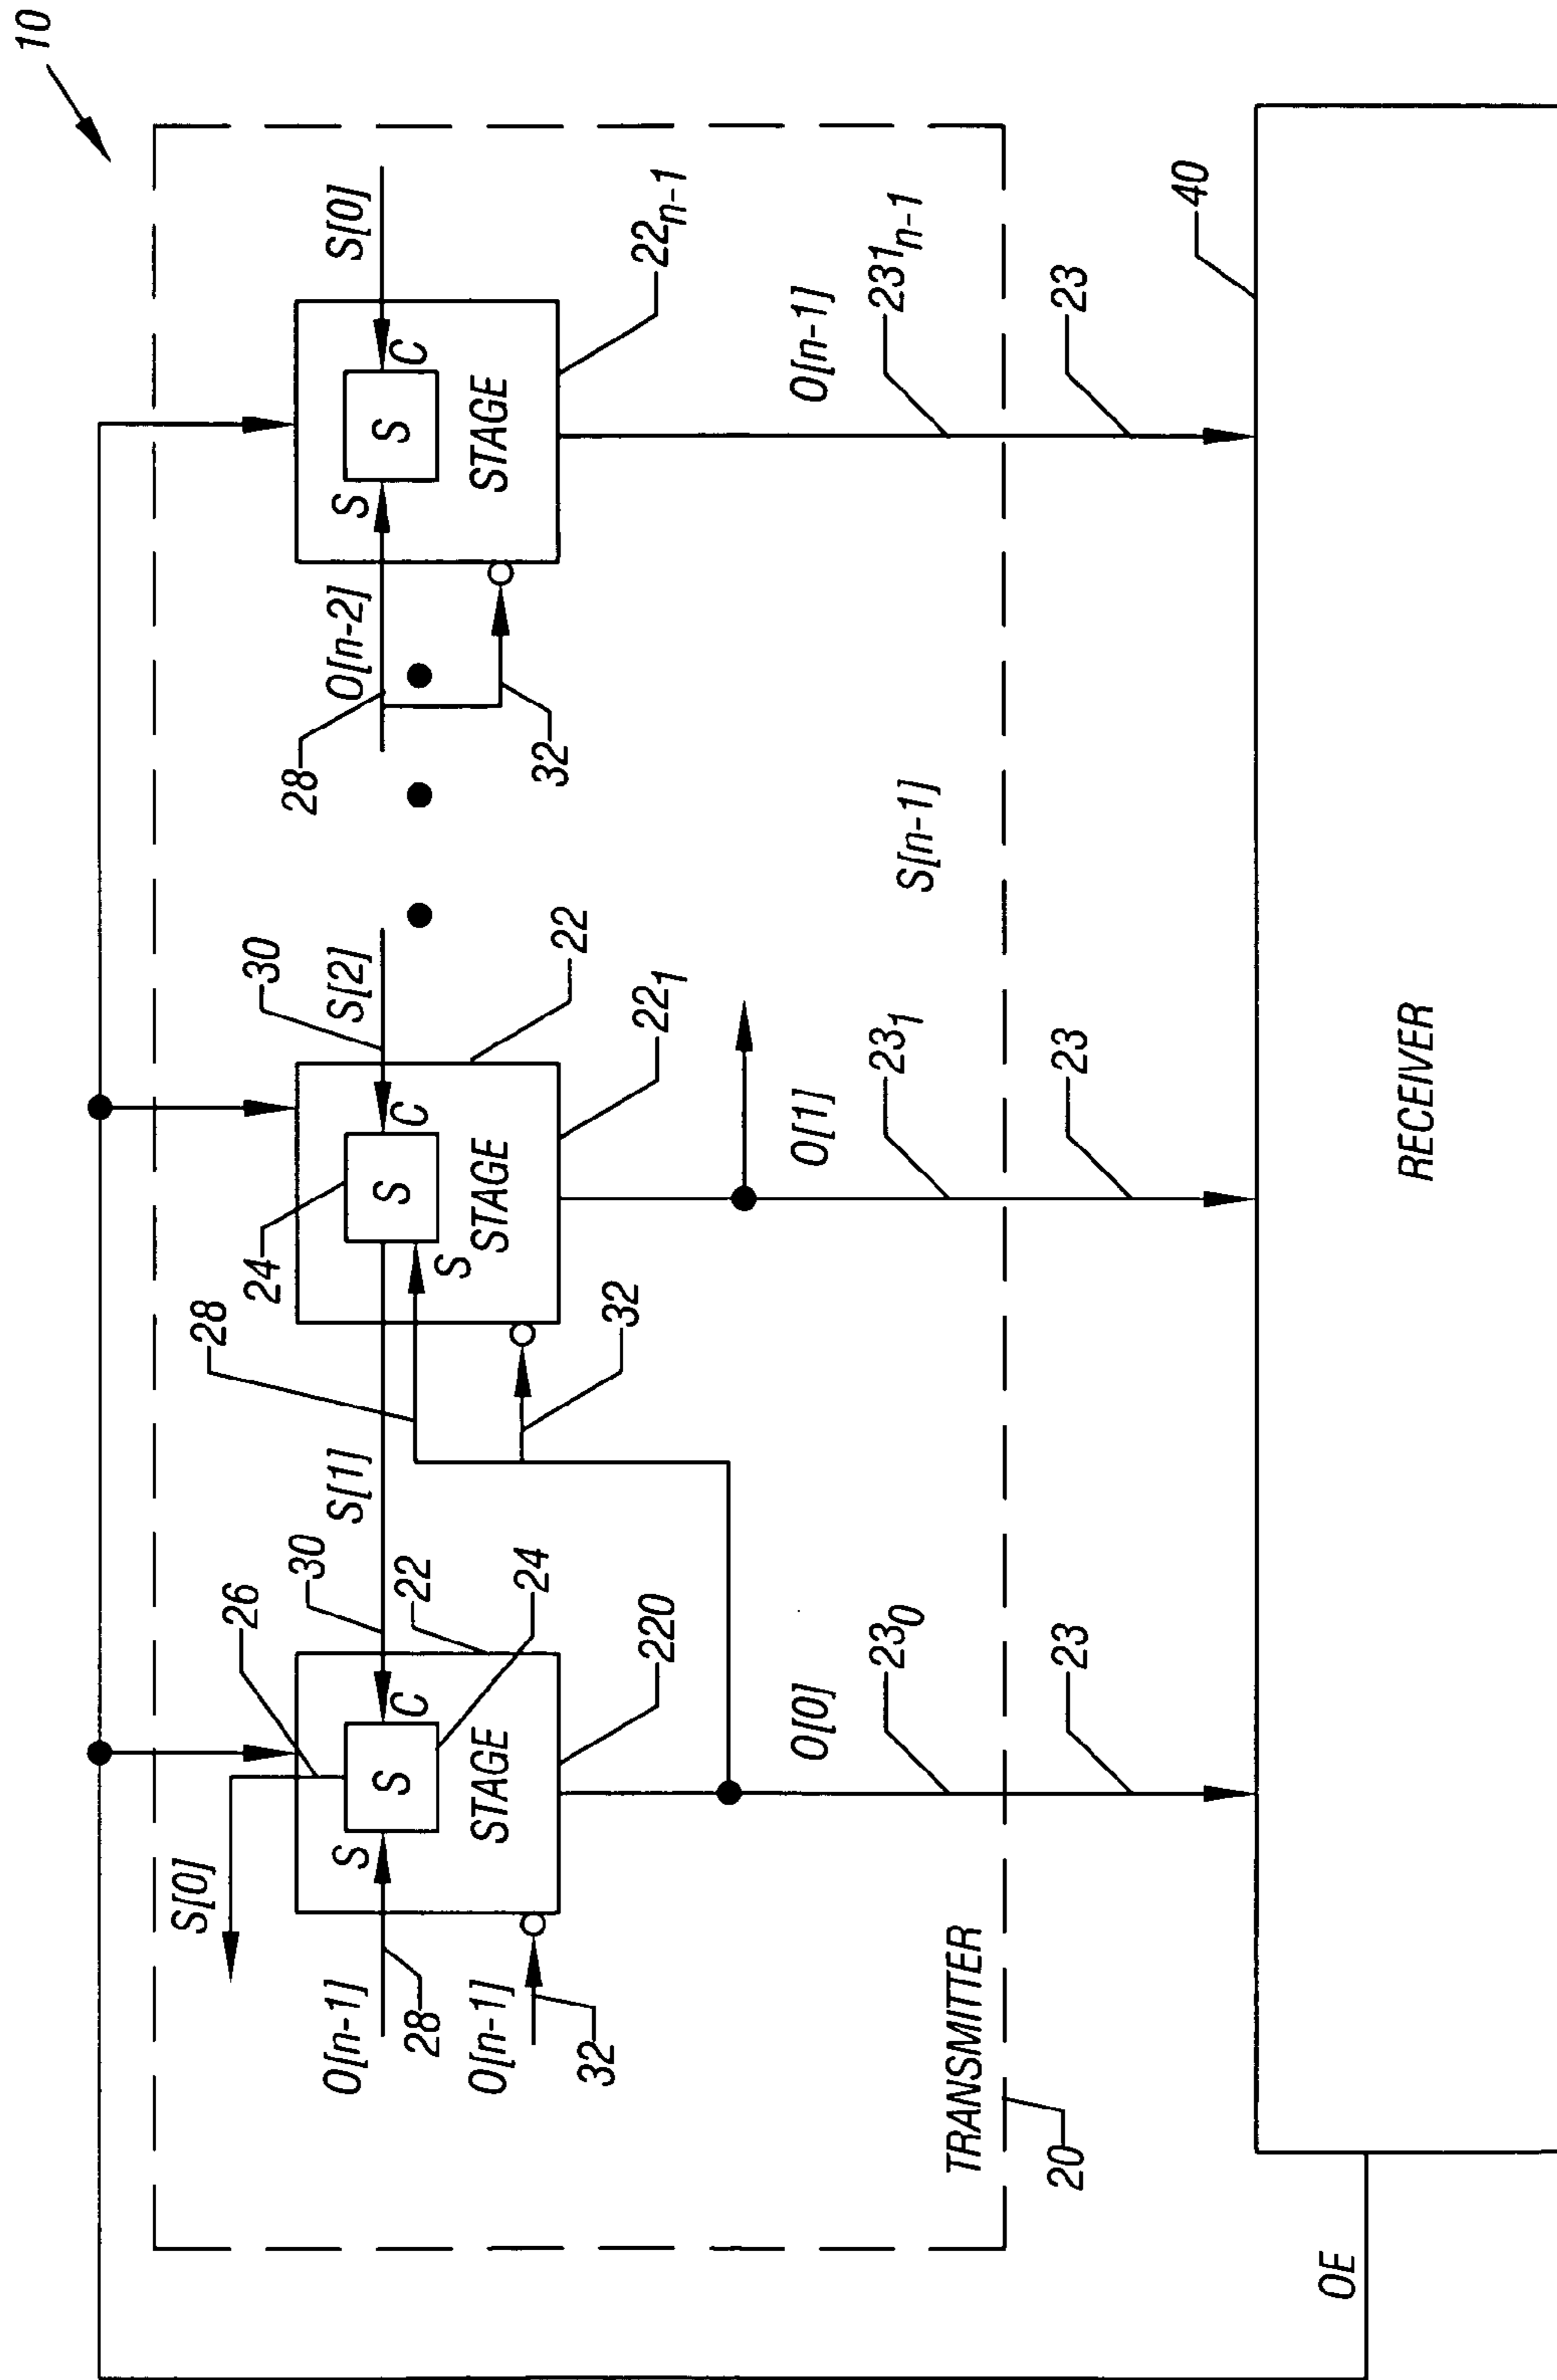 10
S[0]
26
30
S[1]
28
24
30
S[2]
28
O[n-2]
S[0]
O[n-1]
28
S
S
C
22
24
S
S
C
22
S
S
C
O[n-1]
32
STAGE
220
32
STAGE
22₁
32
STAGE
22n-1
O[0]
O[1]
O[n-1]
23₀
23₁
S[n-1]
231n-1
TRANSMITTER
20
23
23
23
40
OE
RECEIVER